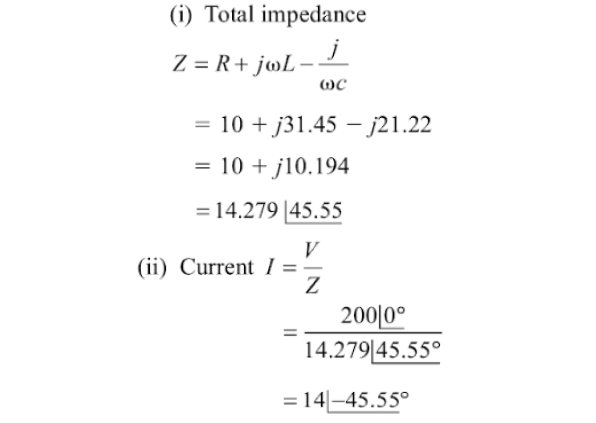 (i) Total impedance
Z = R + jωL − j/ωc
= 10 + j31.45 − j21.22
= 10 + j10.194
= 14.279 |45.55
(ii) Current I = V/Z
= 200|0° / 14.279|45.55°
= 14|−45.55°